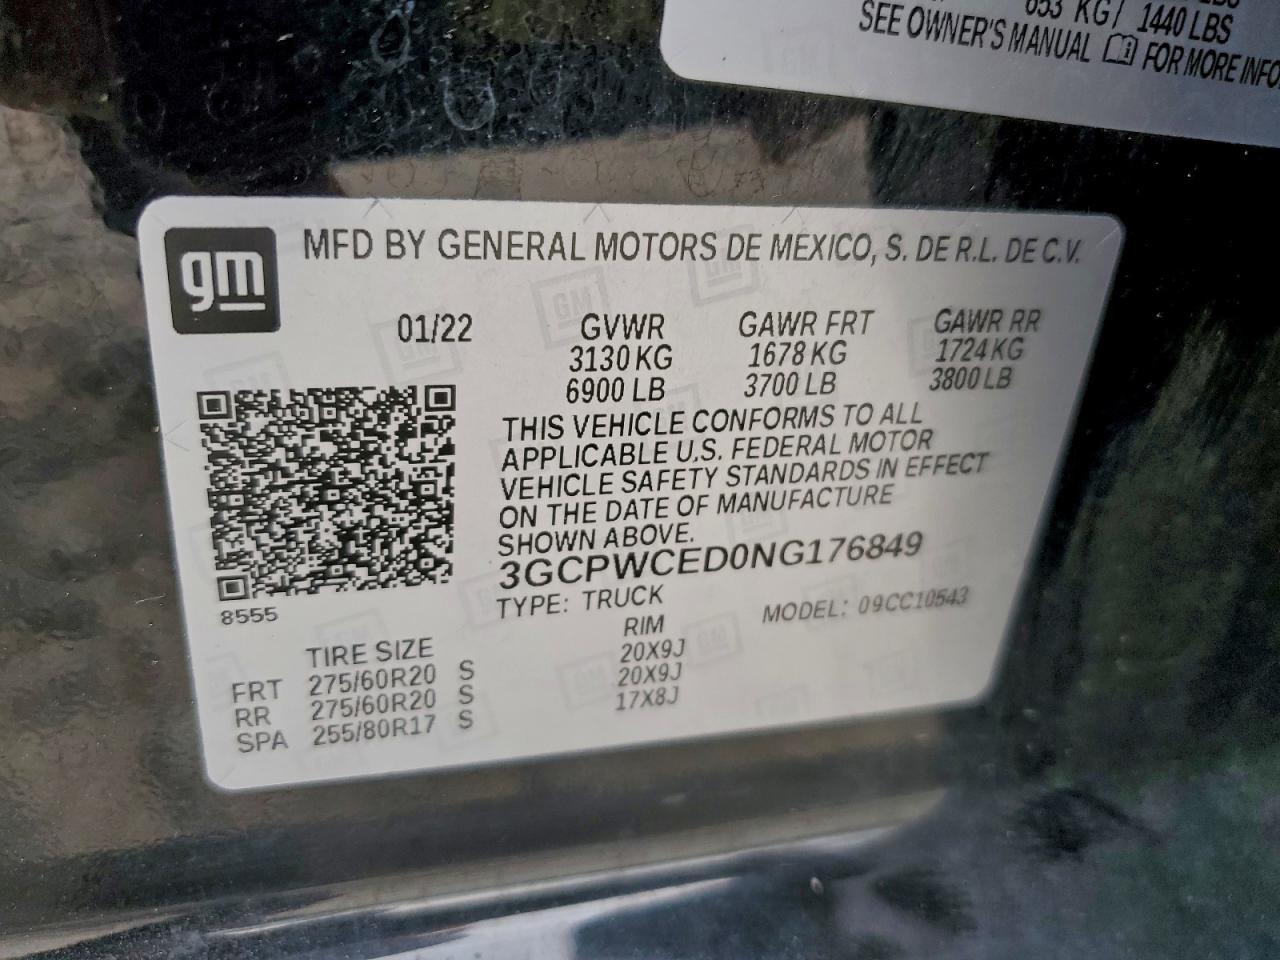 653 KG/ 1440 LBS
SEE OWNER'S MANUAL FOR MORE INFO
gm
MFD BY GENERAL MOTORS DE MEXICO, S. DE R.L. DE C.V.
01/22 GVWR GAWR FRT GAWR RR
3130 KG 1678 KG 1724 KG
6900 LB 3700 LB 3800 LB
THIS VEHICLE CONFORMS TO ALL
APPLICABLE U.S. FEDERAL MOTOR
VEHICLE SAFETY STANDARDS IN EFFECT
ON THE DATE OF MANUFACTURE
SHOWN ABOVE.
3GCPWCED0NG176849
8555
TYPE: TRUCK MODEL: 09CC10543
TIRE SIZE RIM
FRT 275/60R20 S 20X9J
RR 275/60R20 S 20X9J
SPA 255/80R17 S 17X8J